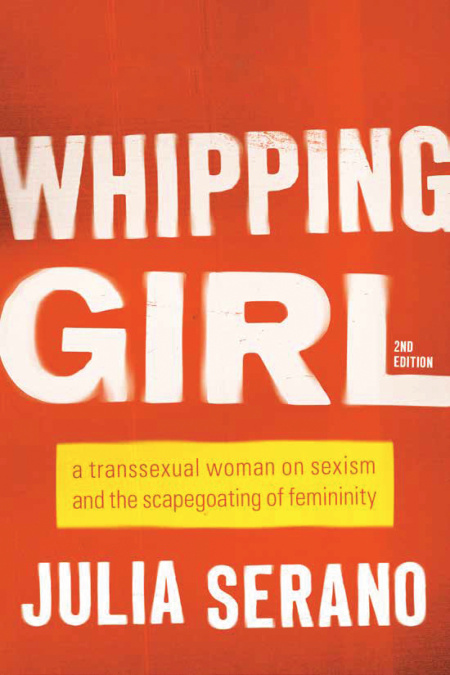 WHIPPING
GIRL
2ND
EDITION
a transsexual woman on sexism
and the scapegoating of femininity
JULIA SERANO